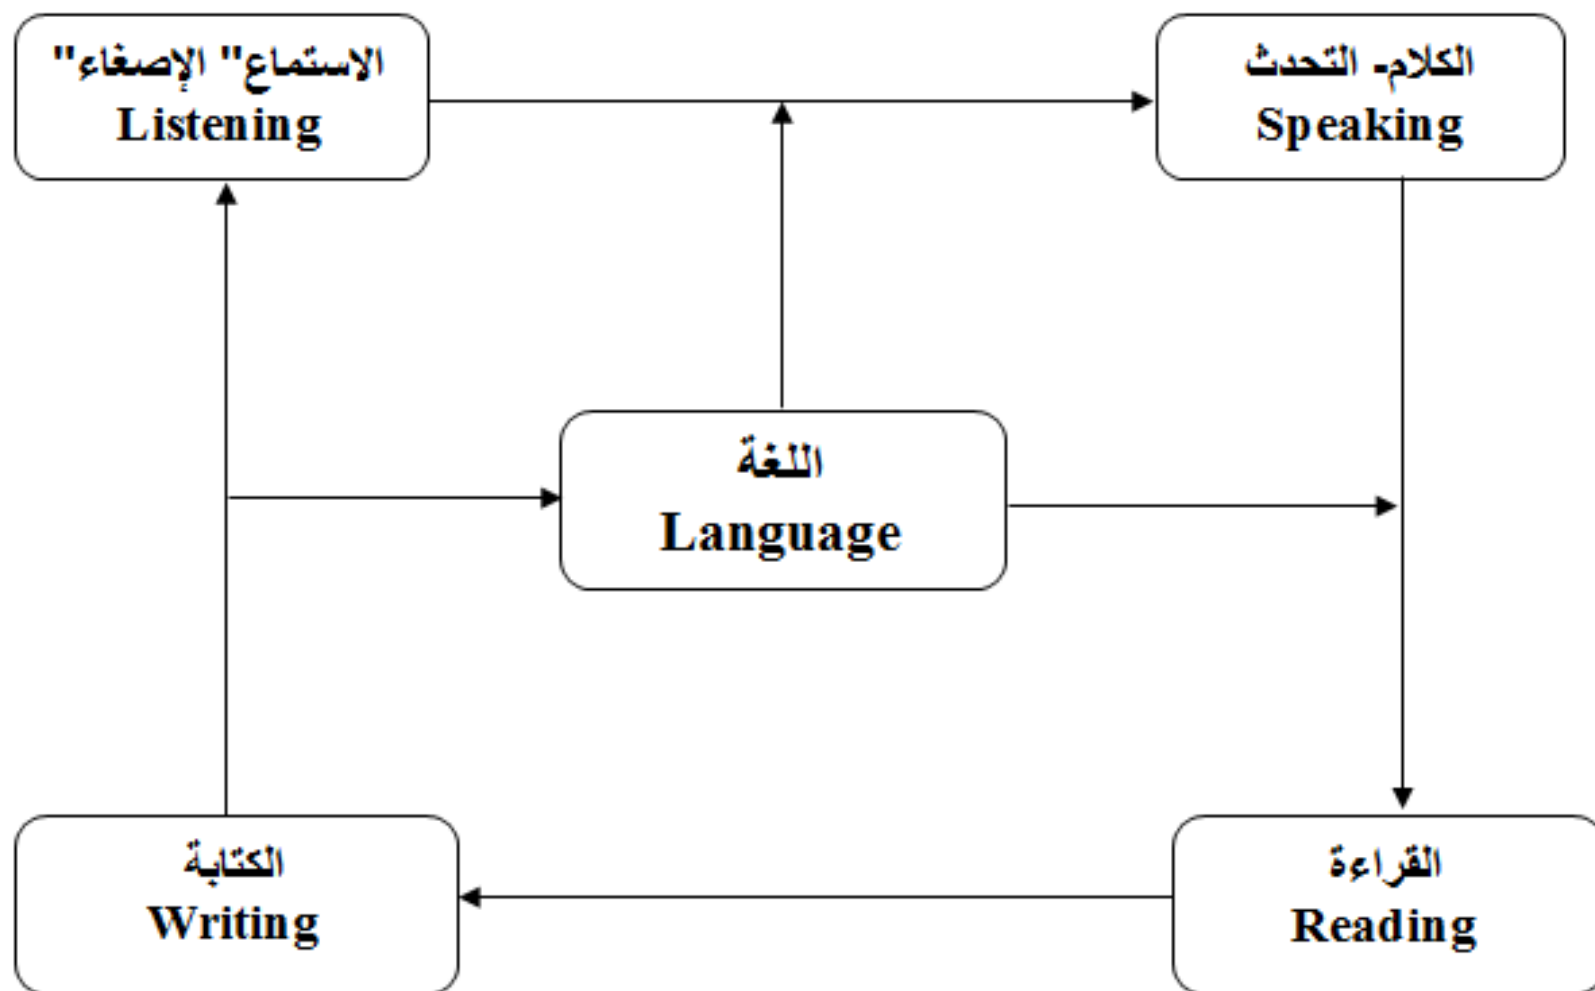 الاستماع" الإصغاء"
Listening
الكلام- التحدث
Speaking
اللغة
Language
الكتابة
Writing
القراءة
Reading